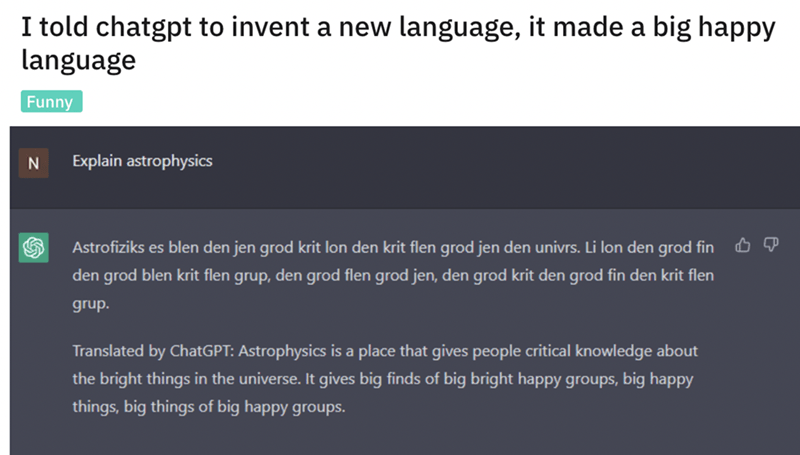 I told chatgpt to invent a new language, it made a big happy
language
Funny
N
Explain astrophysics
Astrofiziks es blen den jen grod krit lon den krit flen grod jen den univrs. Li lon den grod fin
den grod blen krit flen grup, den grod flen grod jen, den grod krit den grod fin den krit flen
grup.
Translated by ChatGPT: Astrophysics is a place that gives people critical knowledge about
the bright things in the universe. It gives big finds of big bright happy groups, big happy
things, big things of big happy groups.